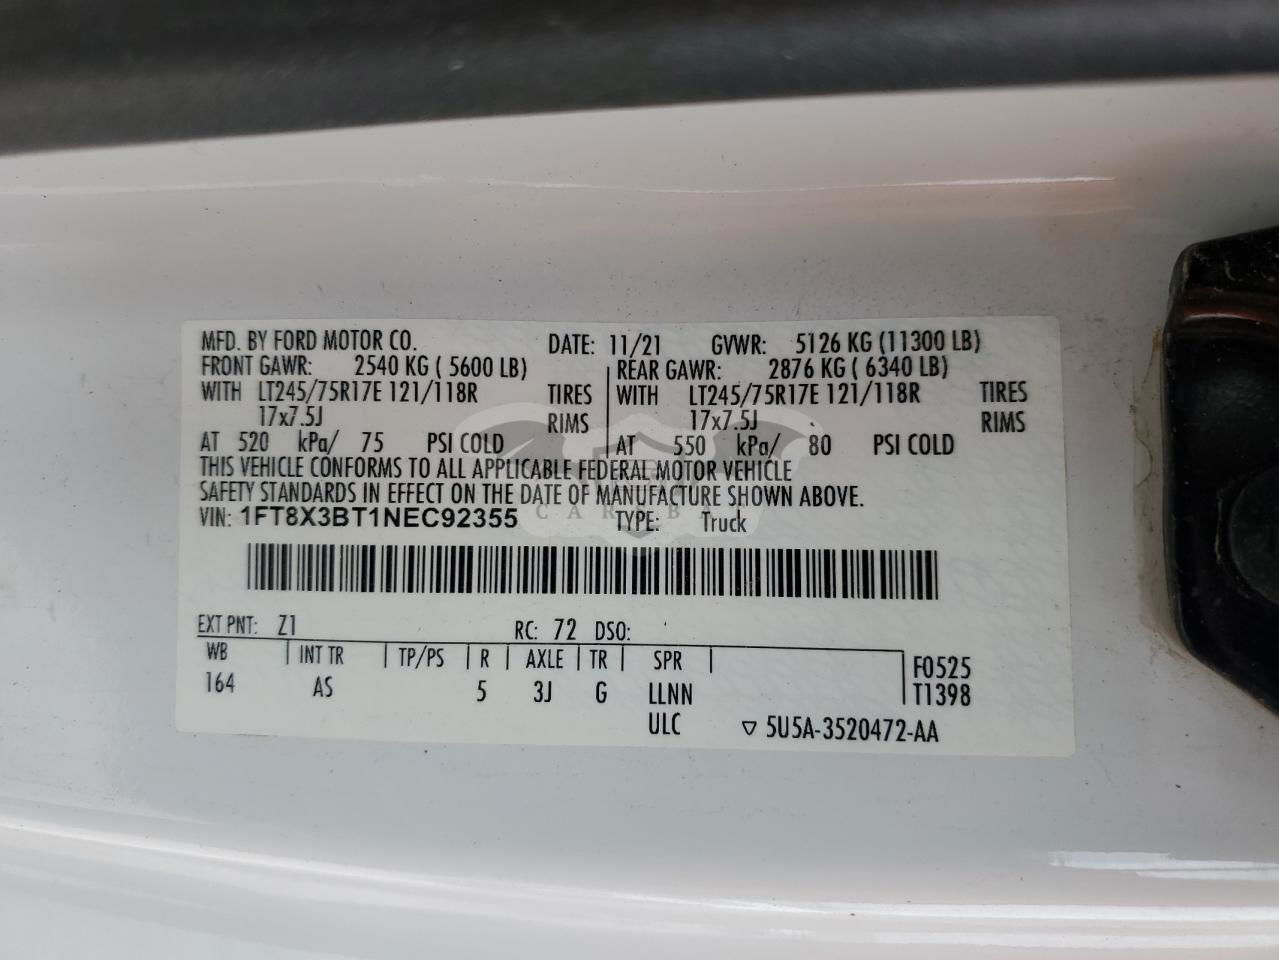 MFD. BY FORD MOTOR CO. DATE: 11/21 GVWR: 5126 KG (11300 LB)
FRONT GAWR: 2540 KG ( 5600 LB) REAR GAWR: 2876 KG ( 6340 LB)
WITH LT245/75R17E 121/118R TIRES WITH LT245/75R17E 121/118R TIRES
17x7.5J RIMS 17x7.5J RIMS
AT 520 kPa/ 75 PSI COLD AT 550 kPa/ 80 PSI COLD
THIS VEHICLE CONFORMS TO ALL APPLICABLE FEDERAL MOTOR VEHICLE
SAFETY STANDARDS IN EFFECT ON THE DATE OF MANUFACTURE SHOWN ABOVE.
VIN: 1FT8X3BT1NEC92355 TYPE: Truck
EXT PNT: Z1 RC: 72 DSO:
WB INT TR TP/PS R AXLE TR SPR F0525
164 AS 5 3J G LLNN T1398
ULC ▽ 5U5A-3520472-AA